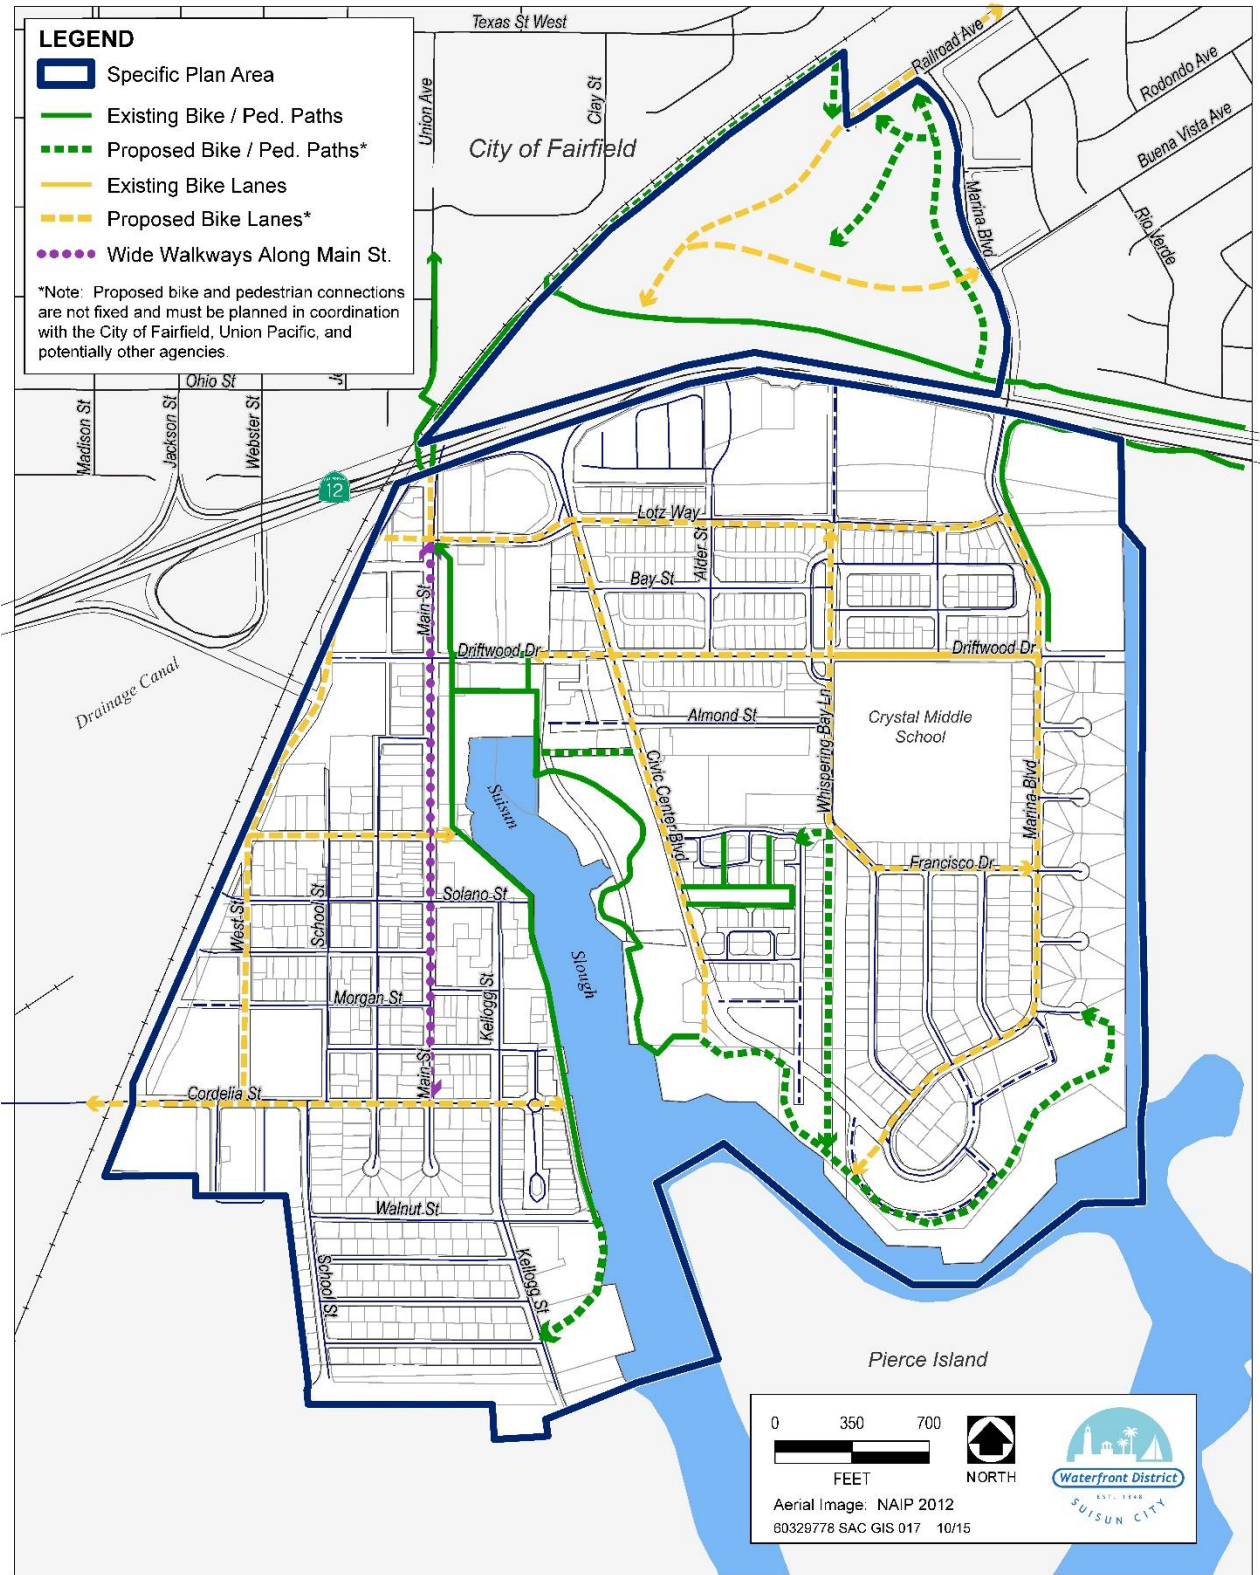 LEGEND
Specific Plan Area
Existing Bike / Ped. Paths
Proposed Bike / Ped. Paths*
Existing Bike Lanes
Proposed Bike Lanes*
Wide Walkways Along Main St.
*Note: Proposed bike and pedestrian connections
are not fixed and must be planned in coordination
with the City of Fairfield, Union Pacific, and
potentially other agencies.
Texas St West
Union Ave
Clay St
City of Fairfield
Railroad Ave
Rodondo Ave
Buena Vista Ave
Marina Blvd
Rio Verde
Ohio St
Madison St
Jackson St
Webster St
12
Lotz Way
Alder St
Bay St
Main St
Driftwood Dr
Driftwood Dr
Drainage Canal
Almond St
Crystal Middle
School
Whispering Bay Ln
Civic Center Blvd
Marina Blvd
Suisun
Slough
Francisco Dr
Solano St
West St
School St
Morgan St
Kellogg St
Main St
Cordelia St
Walnut St
School St
Kellogg St
Pierce Island
0 350 700
FEET
NORTH
Aerial Image: NAIP 2012
60329778 SAC GIS 017 10/15
Waterfront District
EST. 1848
SUISUN CITY